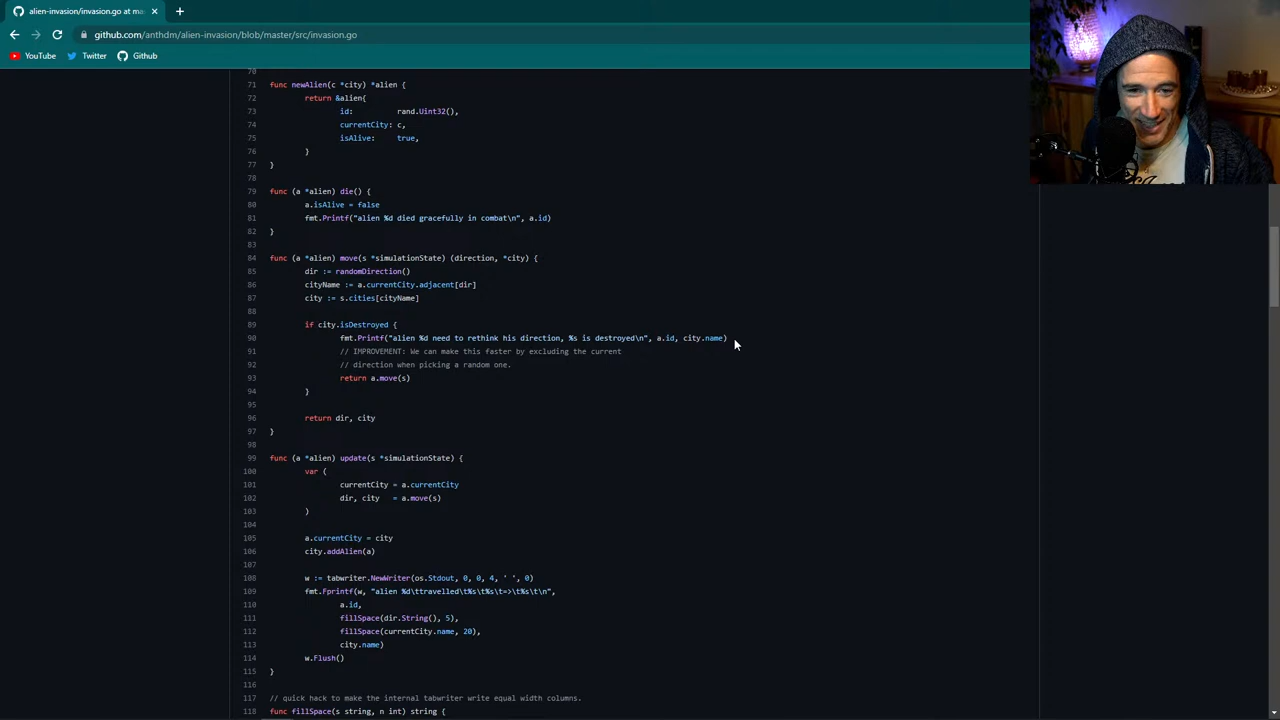 alien-invasion/invasion.go at ma
github.com/anthdm/alien-invasion/blob/master/src/invasion.go
YouTube Twitter Github
70
71 func newAlien(c *city) *alien {
72 return &alien{
73 id: rand.Uint32(),
74 currentCity: c,
75 isAlive: true,
76 }
77 }
78
79 func (a *alien) die() {
80 a.isAlive = false
81 fmt.Printf("alien %d died gracefully in combat\n", a.id)
82 }
83
84 func (a *alien) move(s *simulationState) (direction, *city) {
85 dir := randomDirection()
86 cityName := a.currentCity.adjacent[dir]
87 city := s.cities[cityName]
88
89 if city.isDestroyed {
90 fmt.Printf("alien %d need to rethink his direction, %s is destroyed\n", a.id, city.name)
91 // IMPROVEMENT: We can make this faster by excluding the current
92 // direction when picking a random one.
93 return a.move(s)
94 }
95
96 return dir, city
97 }
98
99 func (a *alien) update(s *simulationState) {
100 var (
101 currentCity = a.currentCity
102 dir, city = a.move(s)
103 )
104
105 a.currentCity = city
106 city.addAlien(a)
107
108 w := tabwriter.NewWriter(os.Stdout, 0, 0, 4, ' ', 0)
109 fmt.Fprintf(w, "alien %d\ttravelled\t%s\t%s\t=>\t%s\t\n",
110 a.id,
111 fillSpace(dir.String(), 5),
112 fillSpace(currentCity.name, 20),
113 city.name)
114 w.Flush()
115 }
116
117 // quick hack to make the internal tabwriter write equal width columns.
118 func fillSpace(s string, n int) string {